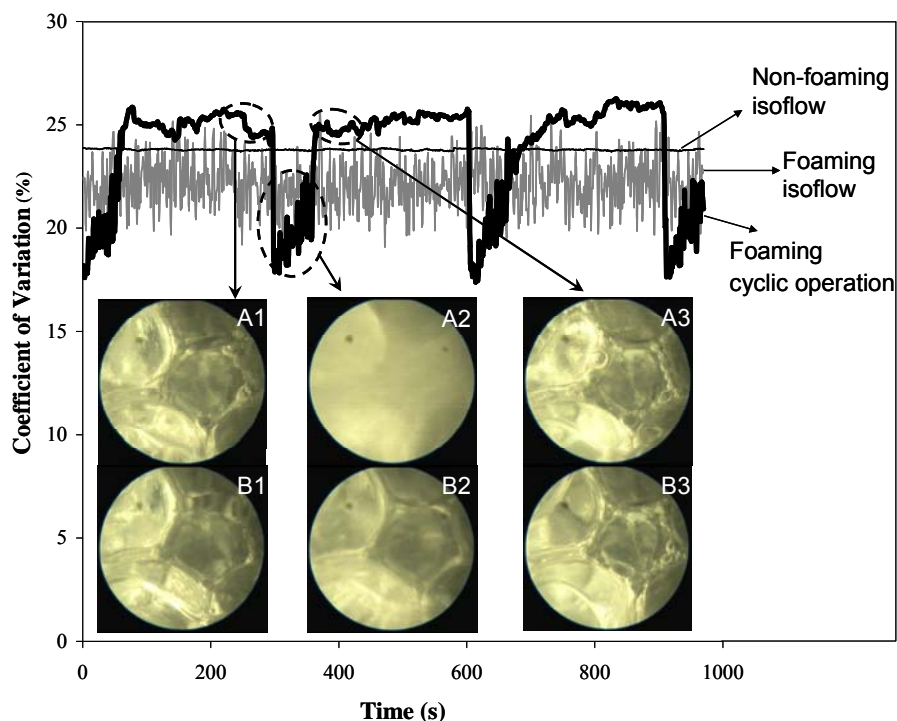 30
25
20
15
10
5
0
Coefficient of Variation (%)
0 200 400 600 800 1000
Time (s)
Non-foaming
isoflow
Foaming
isoflow
Foaming
cyclic operation
A1 A2 A3
B1 B2 B3